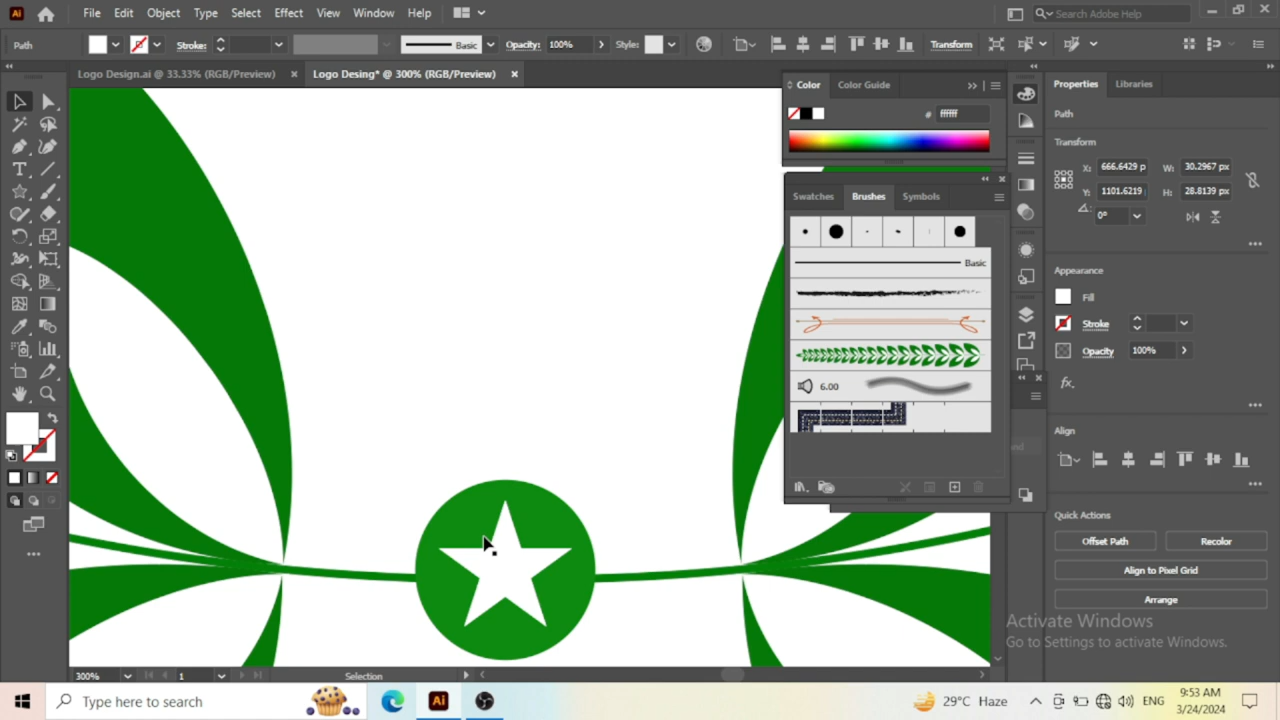 Ai File Edit Object Type Select Effect View Window Help Search Adobe Help
Path Stroke: Basic Opacity: 100% Style: Transform
Logo Design.ai @ 33.33% (RGB/Preview) Logo Desing* @ 300% (RGB/Preview)
Color Color Guide
# ffffff
Swatches Brushes Symbols
Basic
6.00
Properties Libraries
Path
Transform
X: 666.6429 p W: 30.2967 px
Y: 1101.6219 H: 28.8139 px
0°
Appearance
Fill
Stroke
Opacity 100%
fx.
Align
Quick Actions
Offset Path Recolor
Align to Pixel Grid
Arrange
Activate Windows
Go to Settings to activate Windows.
300% 1 Selection
Type here to search Ai 29°C Haze ENG 9:53 AM
3/24/2024